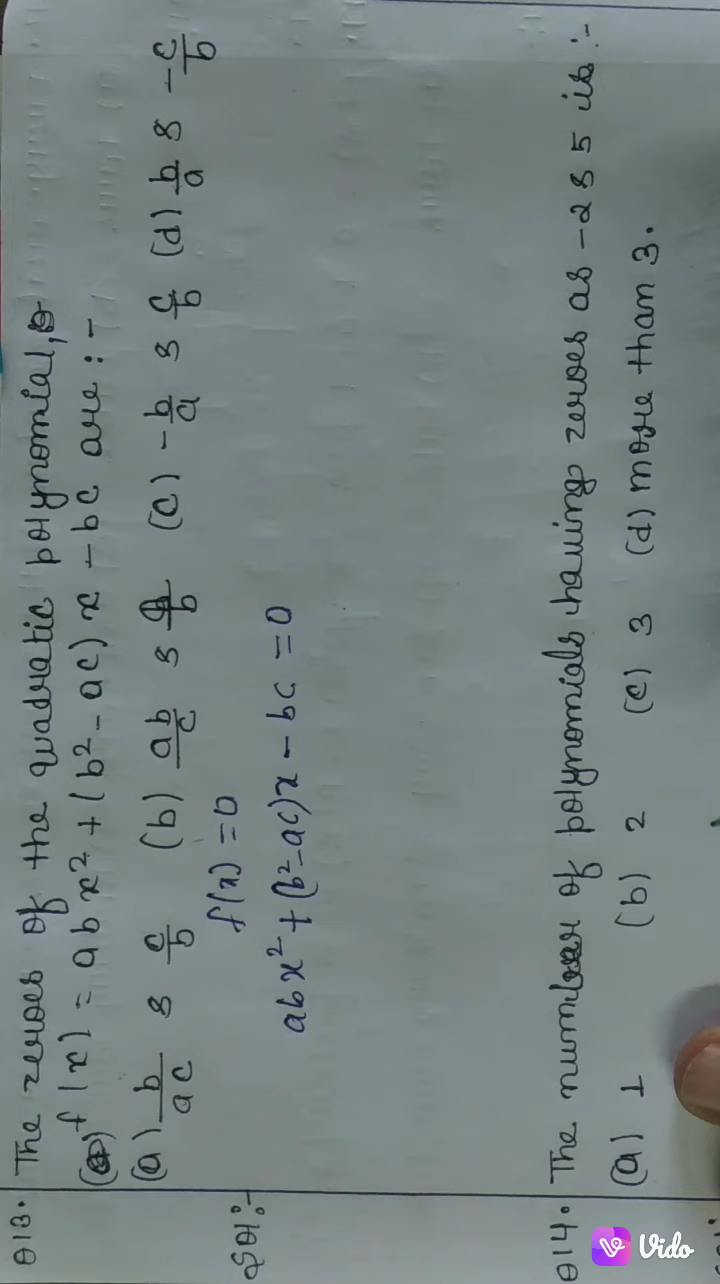 Q13. The zeroes of the quadratic polynomial,
f(x) = abx² + (b² - ac)x - bc are :-
(a) b/ac & c/b (b) ab/c & /b (c) -b/a & c/b (d) b/a & -c/b
Sol:- f(x) = 0
abx² + (b² - ac)x - bc = 0
Q14. The number of polynomials having zeroes as -2 & 5 is :-
(a) 1 (b) 2 (c) 3 (d) more than 3.
Vido